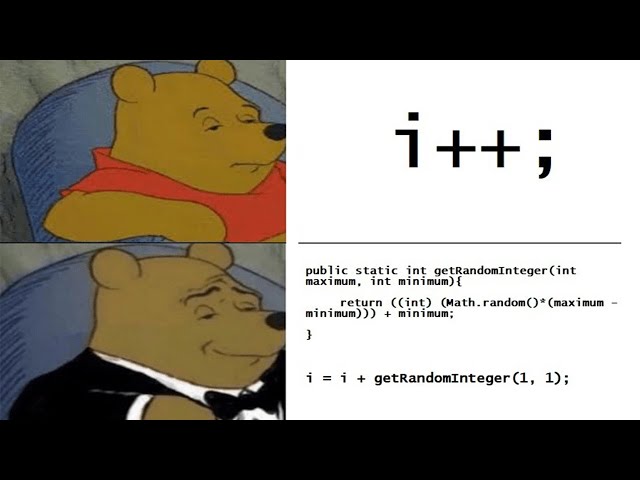 i++;
public static int getRandomInteger(int
maximum, int minimum){
return ((int) (Math.random()*(maximum -
minimum))) + minimum;
}
i = i + getRandomInteger(1, 1);